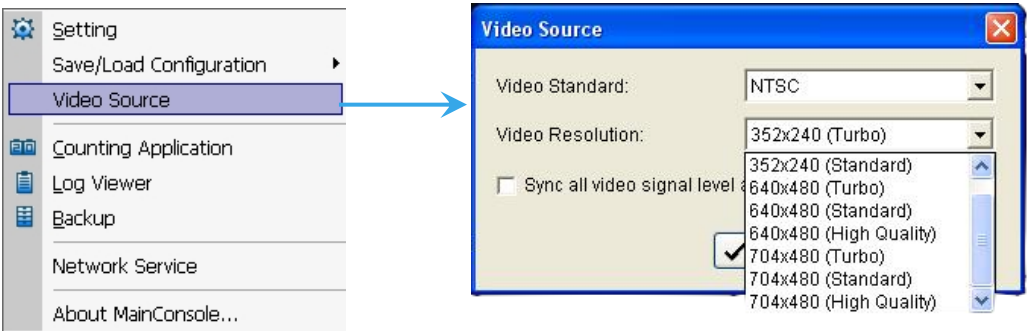 Setting
Save/Load Configuration
Video Source
Counting Application
Log Viewer
Backup
Network Service
About MainConsole...
Video Source
Video Standard:
NTSC
Video Resolution:
352x240 (Turbo)
352x240 (Standard)
Sync all video signal level
640x480 (Turbo)
640x480 (Standard)
640x480 (High Quality)
704x480 (Turbo)
704x480 (Standard)
704x480 (High Quality)